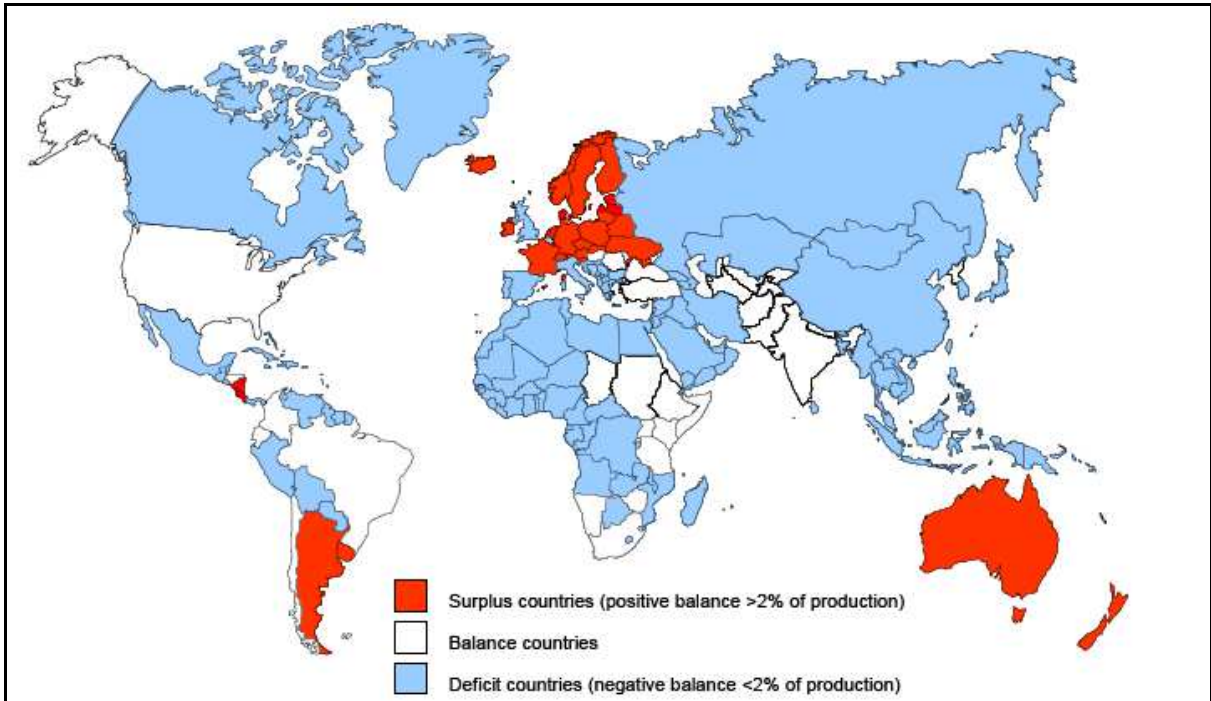 Surplus countries (positive balance >2% of production)
Balance countries
Deficit countries (negative balance <2% of production)